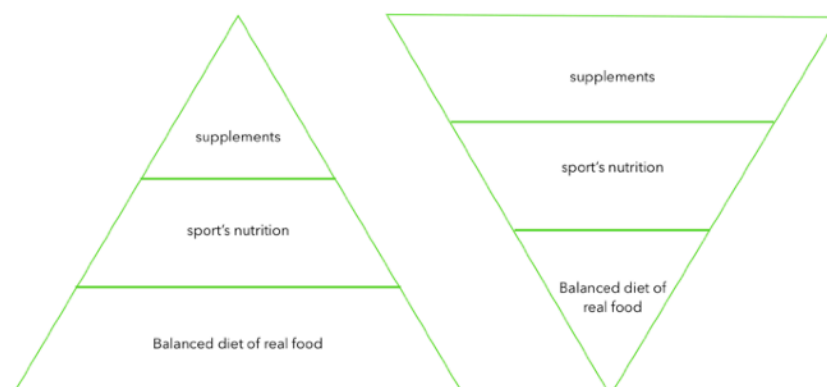 supplements
sport's nutrition
Balanced diet of real food
supplements
sport's nutrition
Balanced diet of
real food